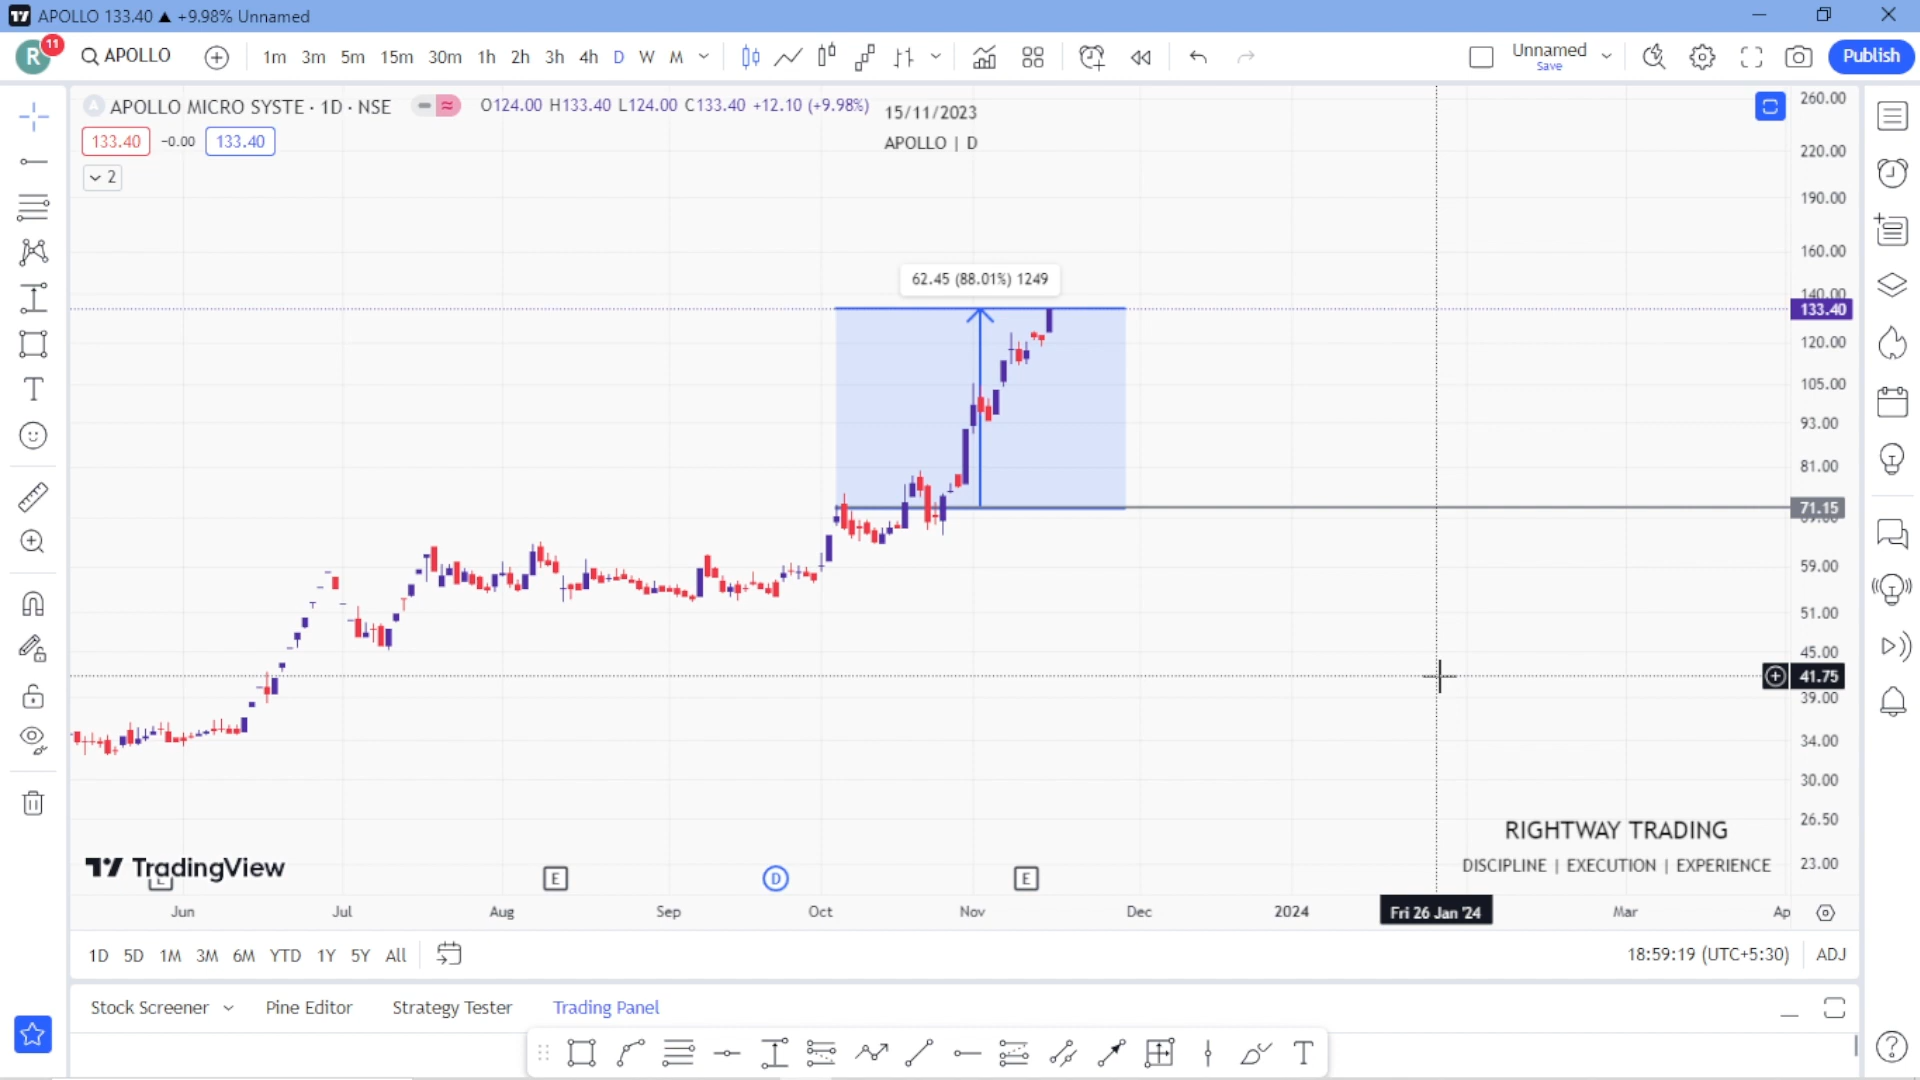 APOLLO 133.40 ▲ +9.98% Unnamed
R 11 APOLLO 1m 3m 5m 15m 30m 1h 2h 3h 4h D W M Unnamed Save Publish
APOLLO MICRO SYSTE · 1D · NSE O124.00 H133.40 L124.00 C133.40 +12.10 (+9.98%)
133.40 −0.00 133.40
2
15/11/2023
APOLLO | D
62.45 (88.01%) 1249
260.00
220.00
190.00
160.00
140.00
133.40
120.00
105.00
93.00
81.00
71.15
59.00
51.00
45.00
41.75
39.00
34.00
30.00
26.50
23.00
RIGHTWAY TRADING
DISCIPLINE | EXECUTION | EXPERIENCE
TradingView
E D E
Jun Jul Aug Sep Oct Nov Dec 2024 Fri 26 Jan '24 Mar Ap
1D 5D 1M 3M 6M YTD 1Y 5Y All 18:59:19 (UTC+5:30) ADJ
Stock Screener Pine Editor Strategy Tester Trading Panel